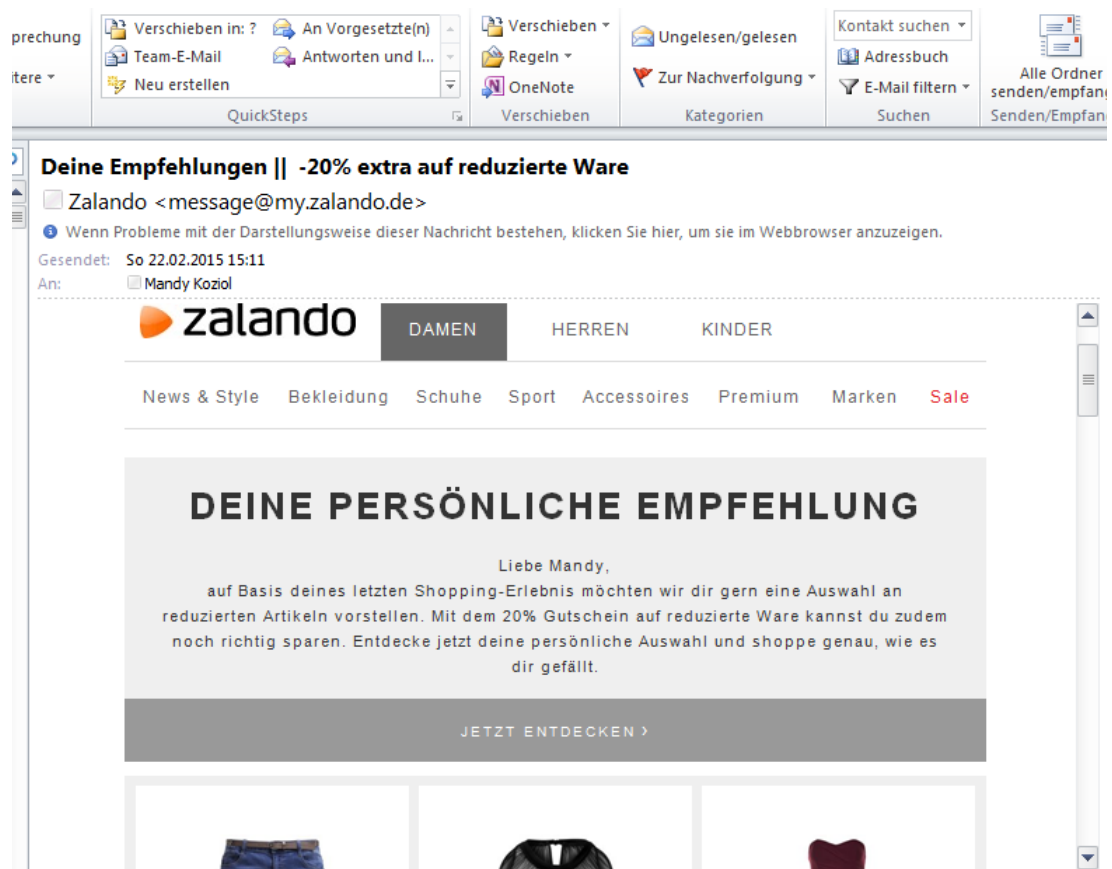 prechung
itere
Verschieben in: ? An Vorgesetzte(n)
Team-E-Mail Antworten und l...
Neu erstellen
QuickSteps
Verschieben
Regeln
OneNote
Verschieben
Ungelesen/gelesen
Zur Nachverfolgung
Kategorien
Kontakt suchen
Adressbuch
E-Mail filtern
Suchen
Alle Ordner
senden/empfang
Senden/Empfan
Deine Empfehlungen || -20% extra auf reduzierte Ware
Zalando <message@my.zalando.de>
Wenn Probleme mit der Darstellungsweise dieser Nachricht bestehen, klicken Sie hier, um sie im Webbrowser anzuzeigen.
Gesendet: So 22.02.2015 15:11
An: Mandy Koziol
zalando DAMEN HERREN KINDER
News & Style Bekleidung Schuhe Sport Accessoires Premium Marken Sale
DEINE PERSÖNLICHE EMPFEHLUNG
Liebe Mandy,
auf Basis deines letzten Shopping-Erlebnis möchten wir dir gern eine Auswahl an
reduzierten Artikeln vorstellen. Mit dem 20% Gutschein auf reduzierte Ware kannst du zudem
noch richtig sparen. Entdecke jetzt deine persönliche Auswahl und shoppe genau, wie es
dir gefällt.
JETZT ENTDECKEN ›